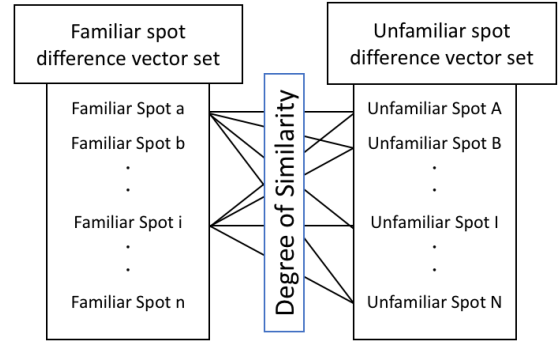 Familiar spot
difference vector set
Familiar Spot a
Familiar Spot b
.
.
Familiar Spot i
.
.
Familiar Spot n
Degree of Similarity
Unfamiliar spot
difference vector set
Unfamiliar Spot A
Unfamiliar Spot B
.
.
Unfamiliar Spot I
.
.
Unfamiliar Spot N